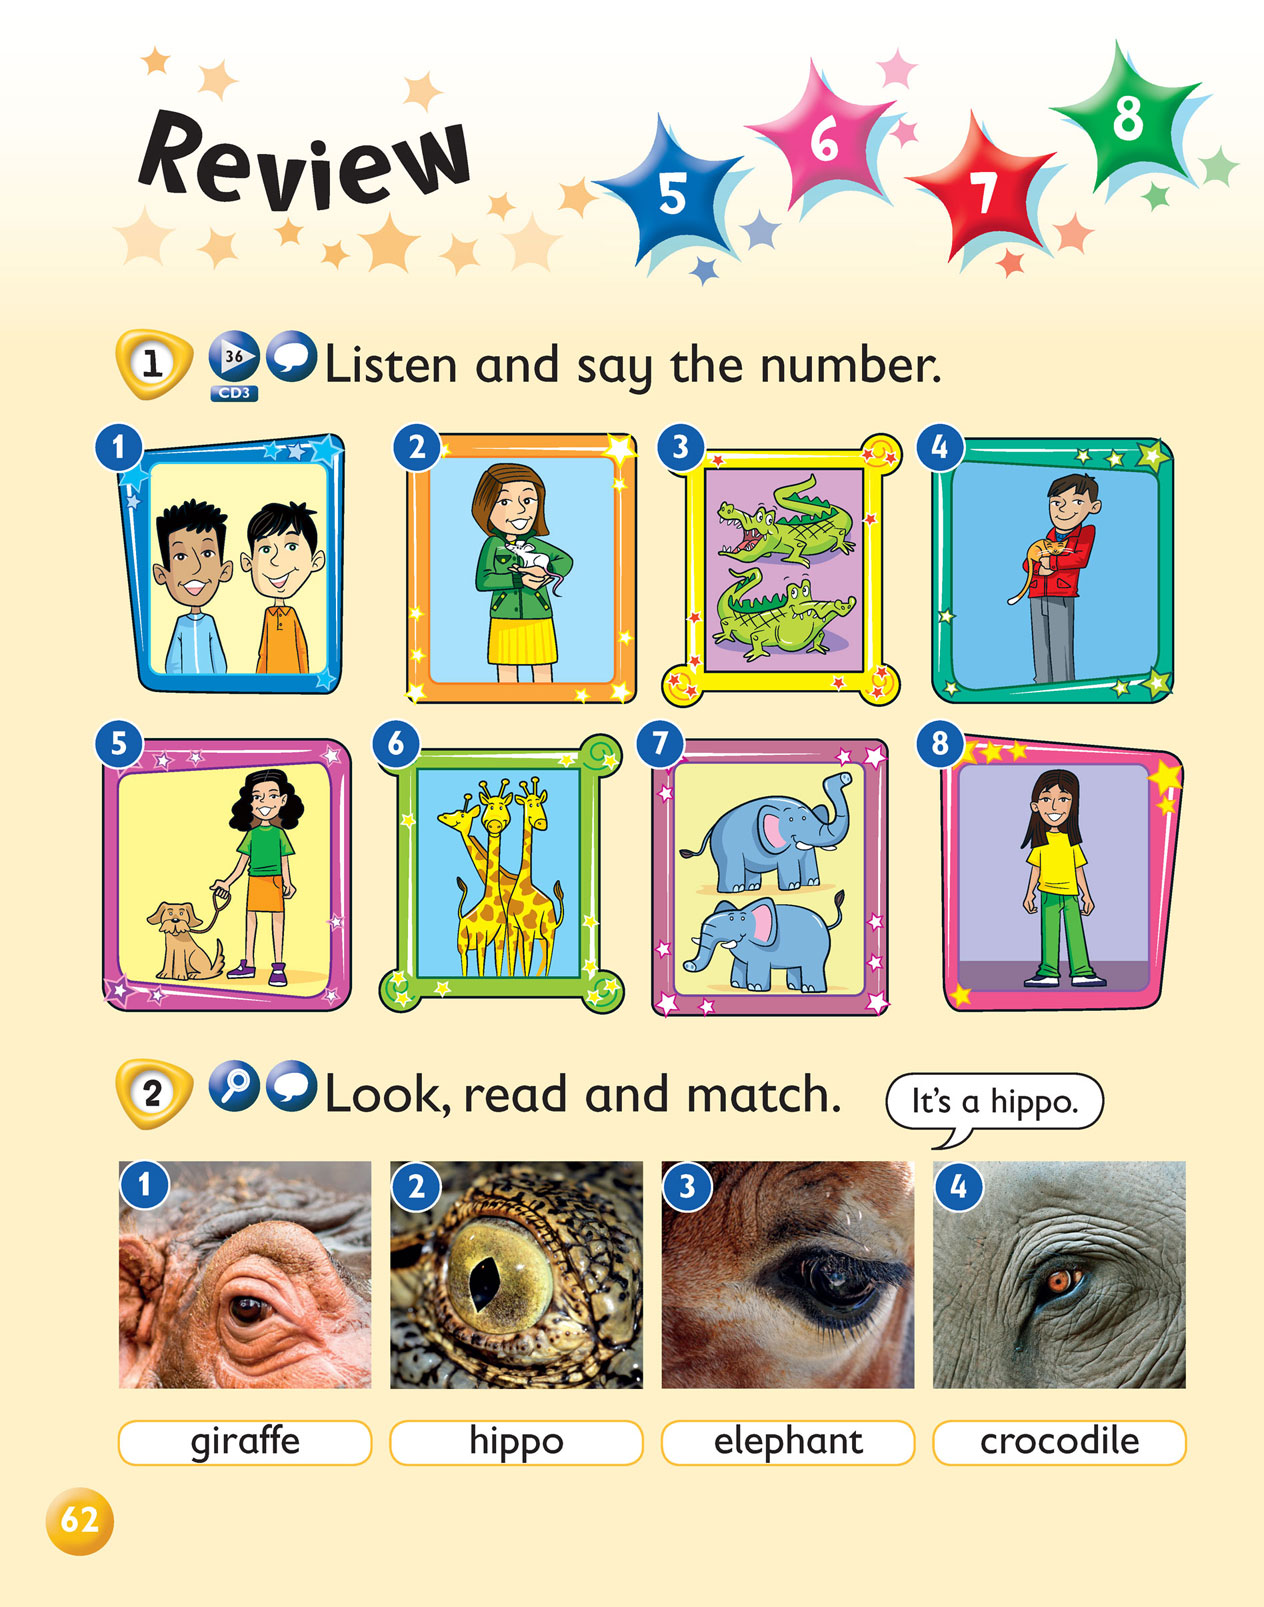 Review
5
6
7
8
1
36
CD3
Listen and say the number.
1
2
3
4
5
6
7
8
2
Look, read and match.
It's a hippo.
1
2
3
4
giraffe
hippo
elephant
crocodile
62